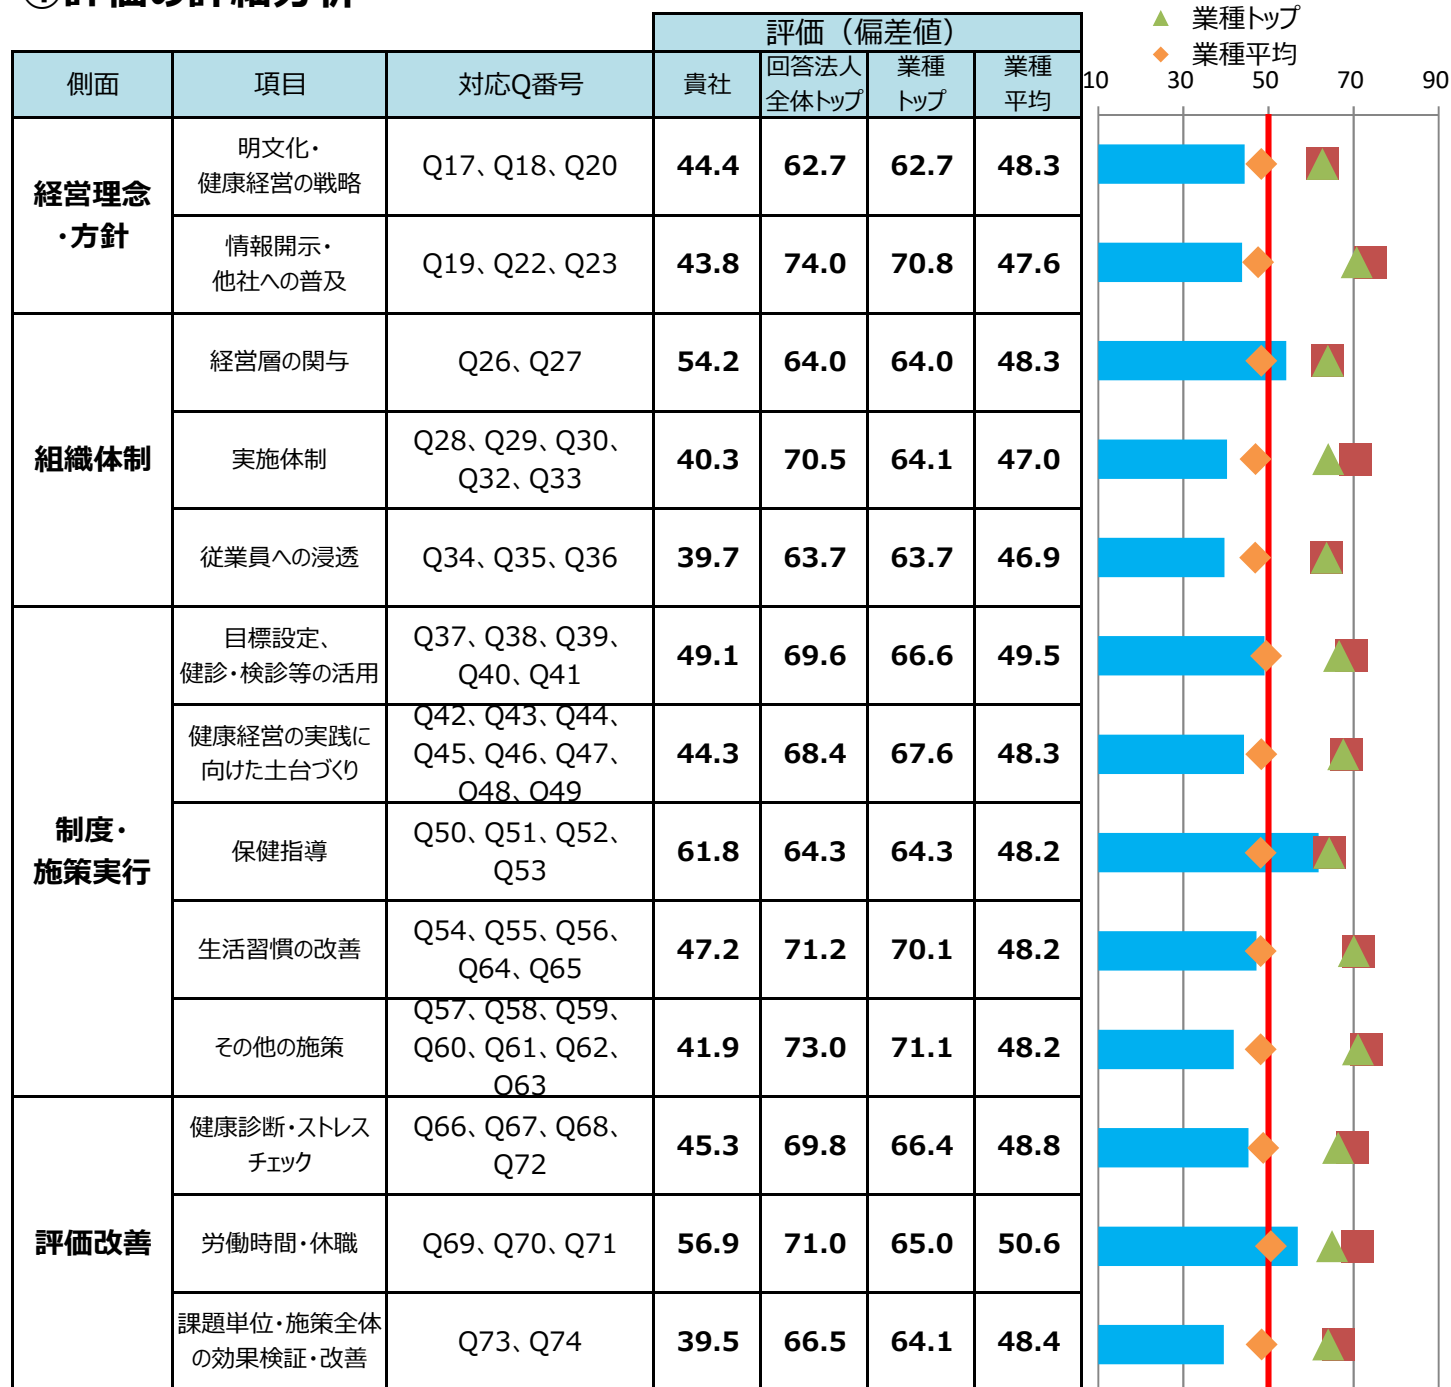 ④評価の詳細分析
▲ 業種トップ
◆ 業種平均
評価（偏差値）
側面 項目 対応Q番号 貴社 回答法人全体トップ 業種トップ 業種平均
10 30 50 70 90
経営理念
・方針
明文化・
健康経営の戦略
Q17、Q18、Q20 44.4 62.7 62.7 48.3
情報開示・
他社への普及
Q19、Q22、Q23 43.8 74.0 70.8 47.6
組織体制
経営層の関与 Q26、Q27 54.2 64.0 64.0 48.3
実施体制
Q28、Q29、Q30、
Q32、Q33
40.3 70.5 64.1 47.0
従業員への浸透 Q34、Q35、Q36 39.7 63.7 63.7 46.9
制度・
施策実行
目標設定、
健診・検診等の活用
Q37、Q38、Q39、
Q40、Q41
49.1 69.6 66.6 49.5
健康経営の実践に
向けた土台づくり
Q42、Q43、Q44、
Q45、Q46、Q47、
Q48、Q49
44.3 68.4 67.6 48.3
保健指導
Q50、Q51、Q52、
Q53
61.8 64.3 64.3 48.2
生活習慣の改善
Q54、Q55、Q56、
Q64、Q65
47.2 71.2 70.1 48.2
その他の施策
Q57、Q58、Q59、
Q60、Q61、Q62、
Q63
41.9 73.0 71.1 48.2
評価改善
健康診断・ストレス
チェック
Q66、Q67、Q68、
Q72
45.3 69.8 66.4 48.8
労働時間・休職 Q69、Q70、Q71 56.9 71.0 65.0 50.6
課題単位・施策全体
の効果検証・改善
Q73、Q74 39.5 66.5 64.1 48.4